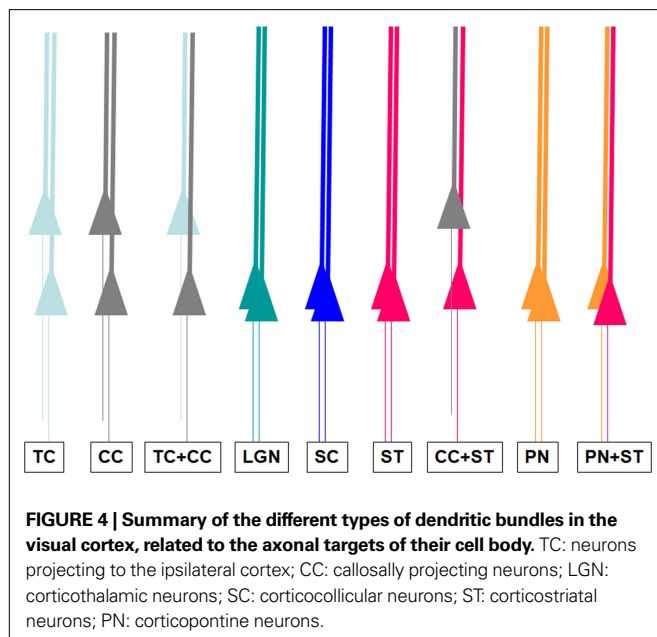 TC CC TC+CC LGN SC ST CC+ST PN PN+ST
FIGURE 4 | Summary of the different types of dendritic bundles in the
visual cortex, related to the axonal targets of their cell body. TC: neurons
projecting to the ipsilateral cortex; CC: callosally projecting neurons; LGN:
corticothalamic neurons; SC: corticocollicular neurons; ST: corticostriatal
neurons; PN: corticopontine neurons.